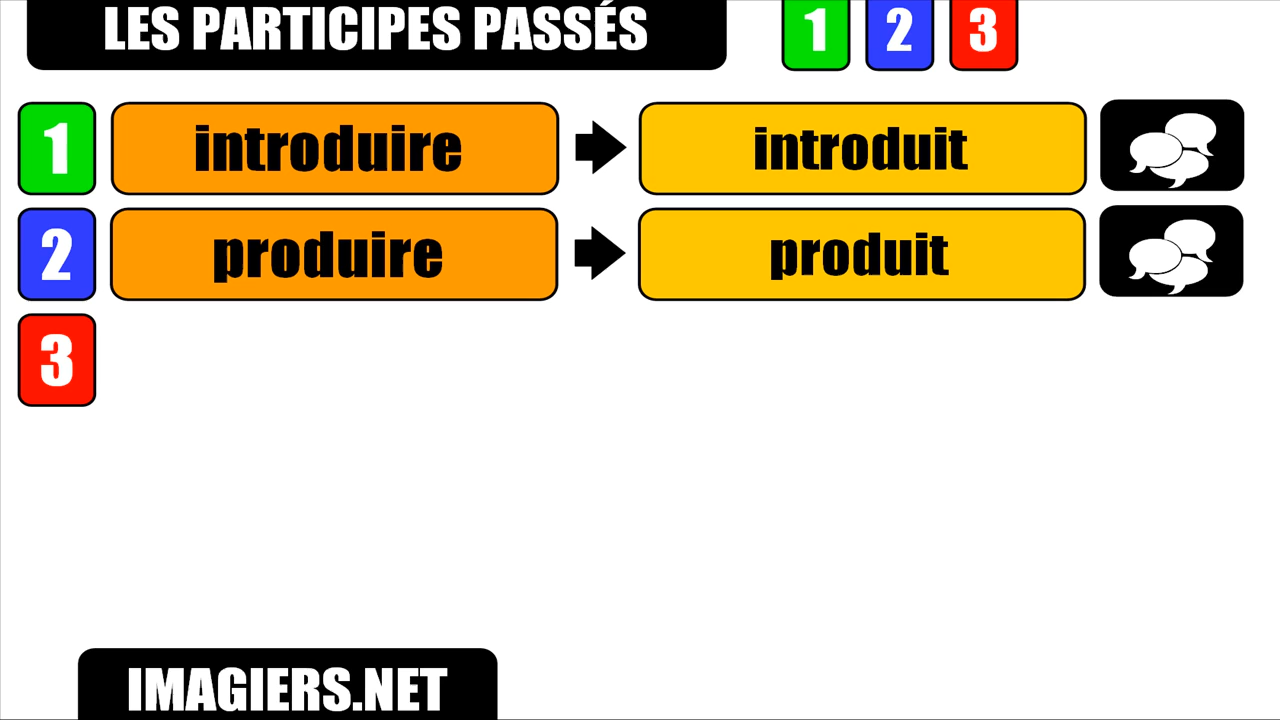 LES PARTICIPES PASSÉS 1 2 3
1 introduire introduit
2 produire produit
3
IMAGIERS.NET